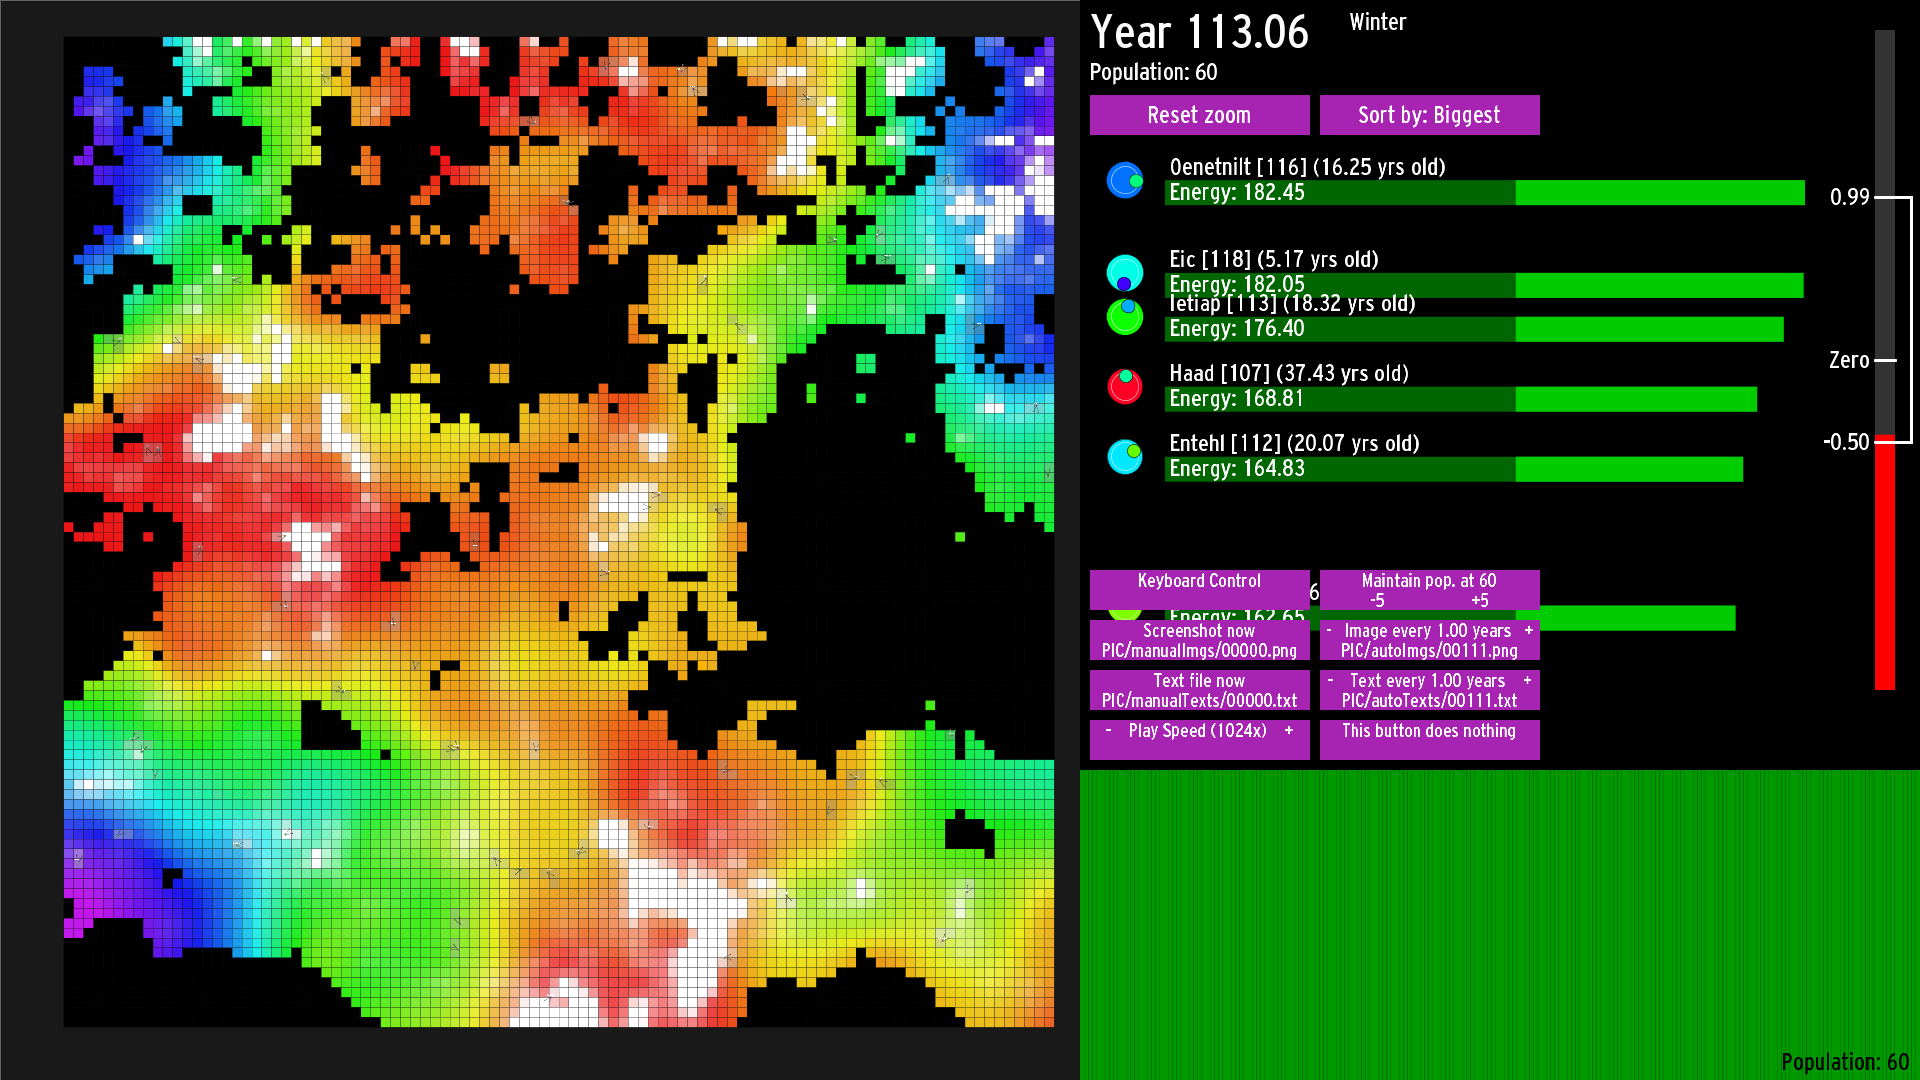 Year 113.06
Winter
Population: 60
Reset zoom
Sort by: Biggest
Oenetnilt [116] (16.25 yrs old)
Energy: 182.45
0.99
Eic [118] (5.17 yrs old)
Energy: 182.05
Ietiap [113] (18.32 yrs old)
Energy: 176.40
Zero
Haad [107] (37.43 yrs old)
Energy: 168.81
-0.50
Entehl [112] (20.07 yrs old)
Energy: 164.83
Keyboard Control
Maintain pop. at 60
-5 +5
Energy: 162.65
Screenshot now
PIC/manualImgs/00000.png
- Image every 1.00 years +
PIC/autoImgs/00111.png
Text file now
PIC/manualTexts/00000.txt
- Text every 1.00 years +
PIC/autoTexts/00111.txt
- Play Speed (1024x) +
This button does nothing
Population: 60